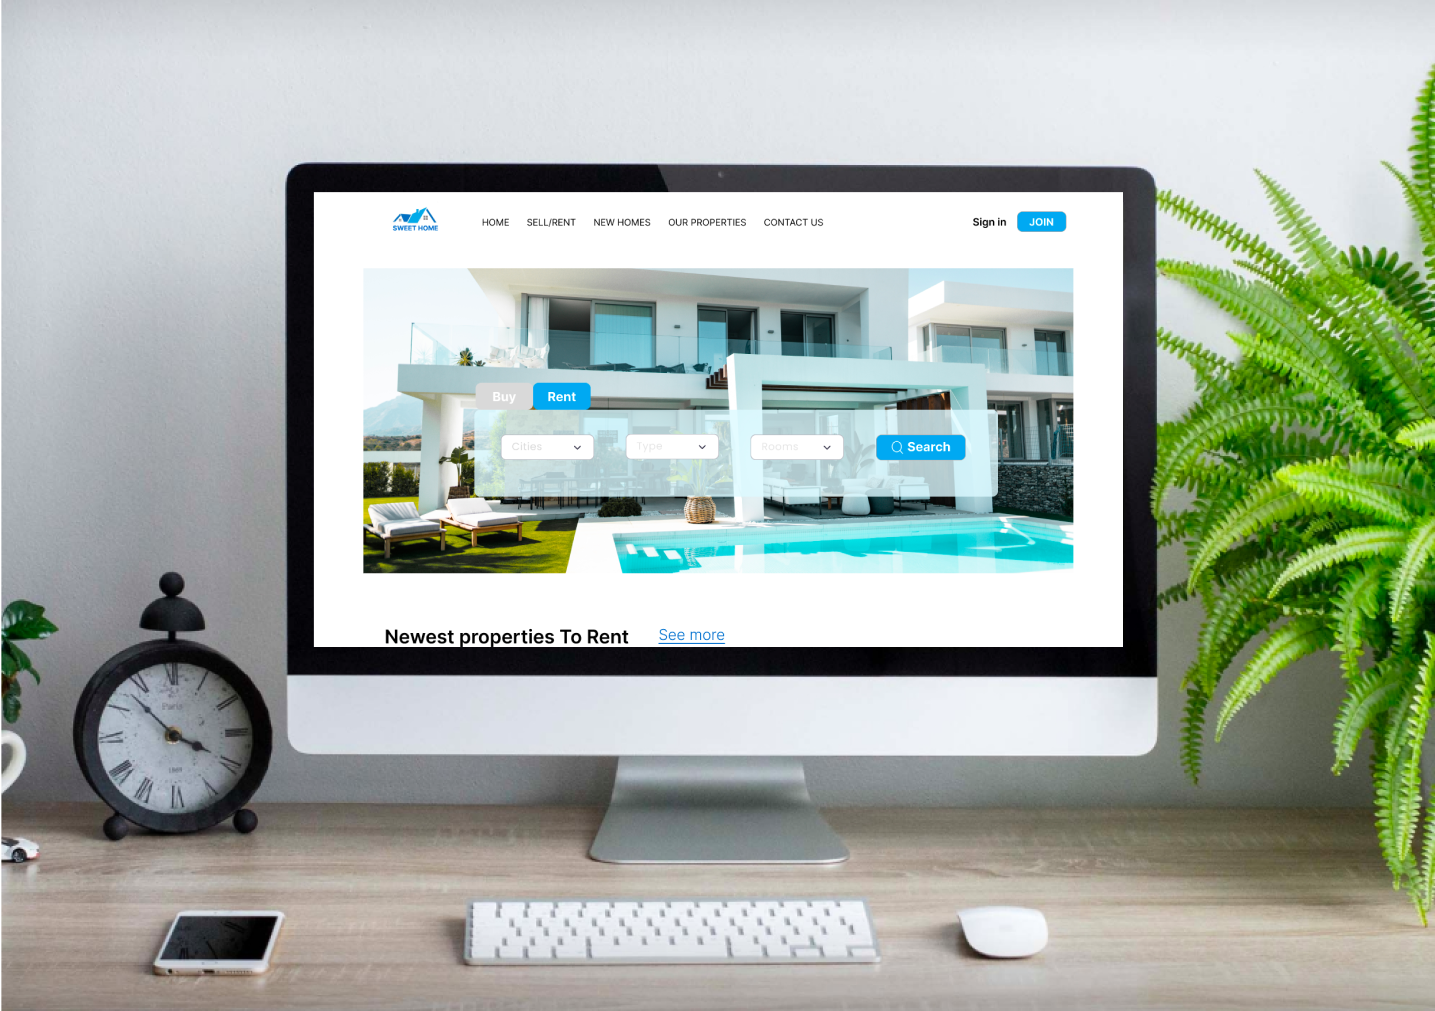 SWEET HOME
HOME SELL/RENT NEW HOMES OUR PROPERTIES CONTACT US
Sign in JOIN
Buy Rent
Cities Type Rooms Search
Newest properties To Rent See more
Paris